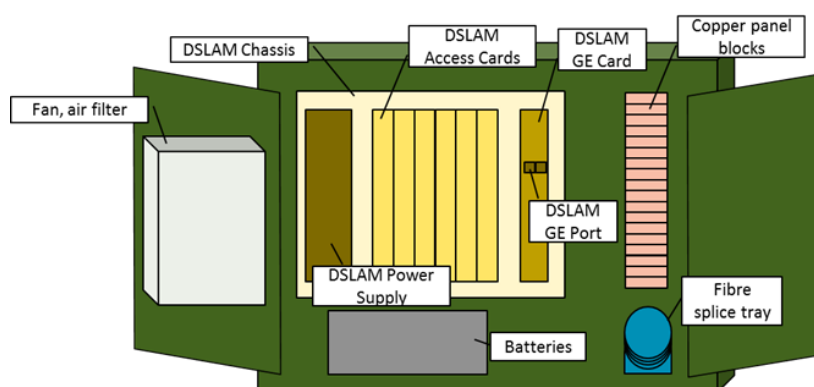 DSLAM Chassis
DSLAM
Access Cards
DSLAM
GE Card
Copper panel
blocks
Fan, air filter
DSLAM
GE Port
DSLAM Power
Supply
Fibre
splice tray
Batteries